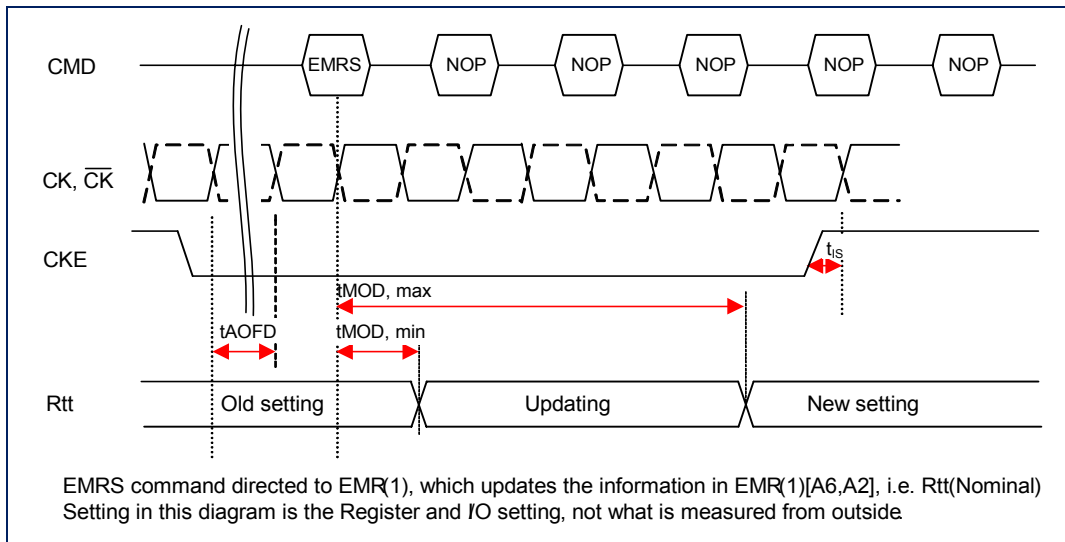 CMD
EMRS NOP NOP NOP NOP NOP
CK, CK
CKE
tIS
tMOD, max
tAOFD tMOD, min
Rtt Old setting Updating New setting
EMRS command directed to EMR(1), which updates the information in EMR(1)[A6,A2], i.e. Rtt(Nominal)
Setting in this diagram is the Register and I/O setting, not what is measured from outside.